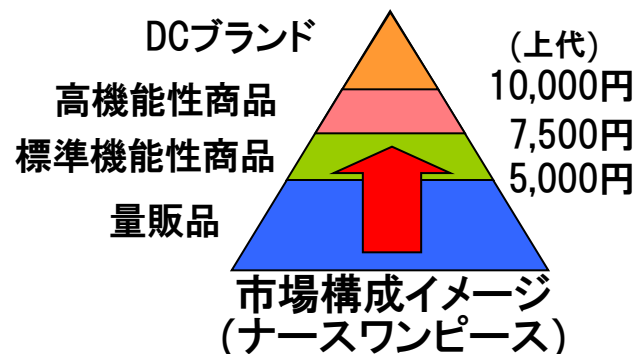 DCブランド
(上代)
10,000円
高機能性商品
7,500円
標準機能性商品
5,000円
量販品
市場構成イメージ
(ナースワンピース)